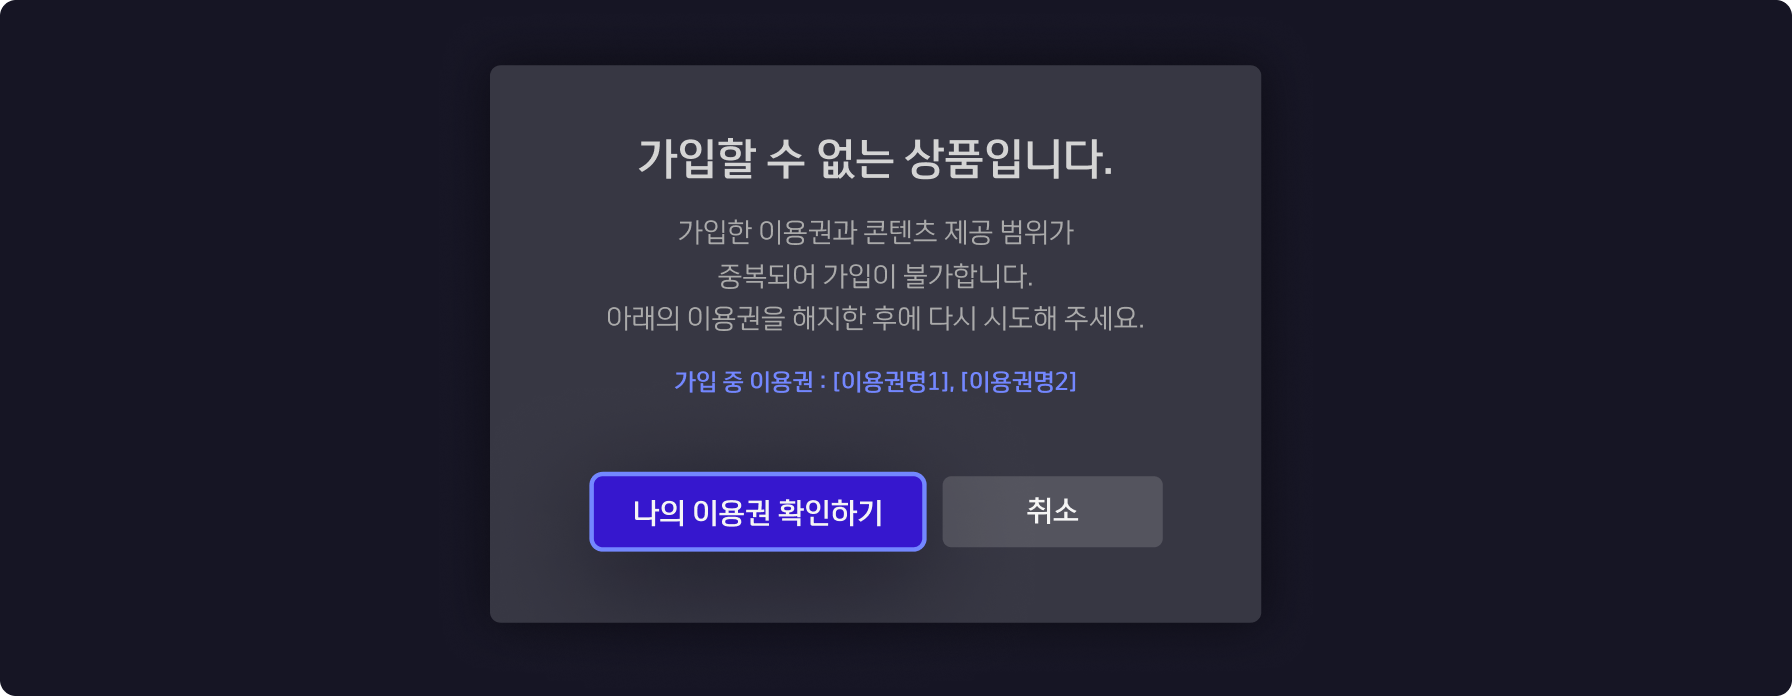 가입할 수 없는 상품입니다.
가입한 이용권과 콘텐츠 제공 범위가
중복되어 가입이 불가합니다.
아래의 이용권을 해지한 후에 다시 시도해 주세요.
가입 중 이용권 : [이용권명1], [이용권명2]
나의 이용권 확인하기
취소